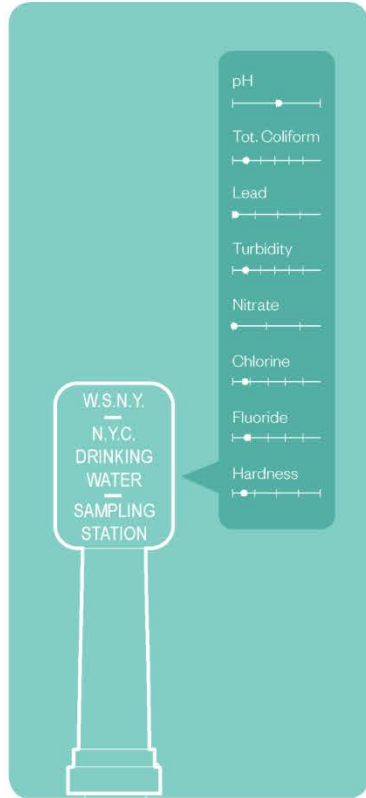 pH
Tot. Coliform
Lead
Turbidity
Nitrate
Chlorine
Fluoride
Hardness
W.S.N.Y.
N.Y.C.
DRINKING
WATER
SAMPLING
STATION